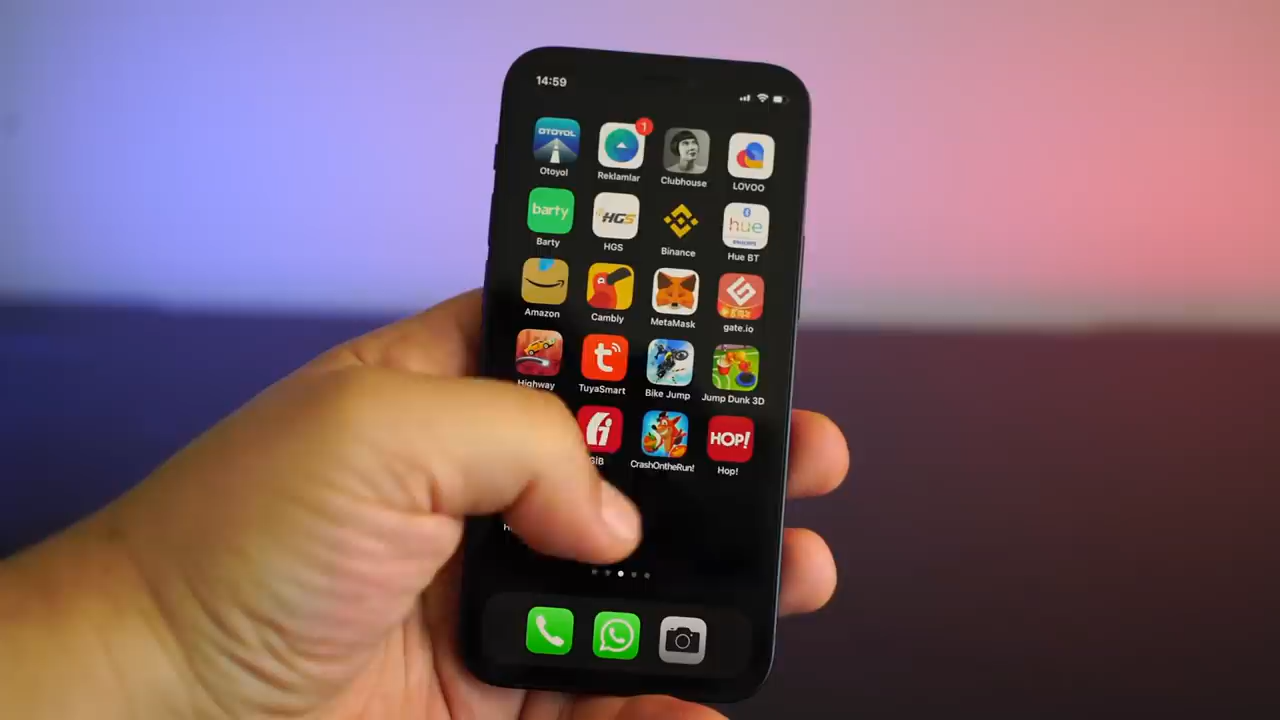 14:59
OTOYOL
1
Otoyol
Reklamlar
Clubhouse
LOVOO
barty
HGS
hue
Barty
HGS
Binance
Hue BT
Amazon
Cambly
MetaMask
gate.io
Highway
TuyaSmart
Bike Jump
Jump Dunk 3D
HOP!
GİB
CrashOntheRun!
Hop!